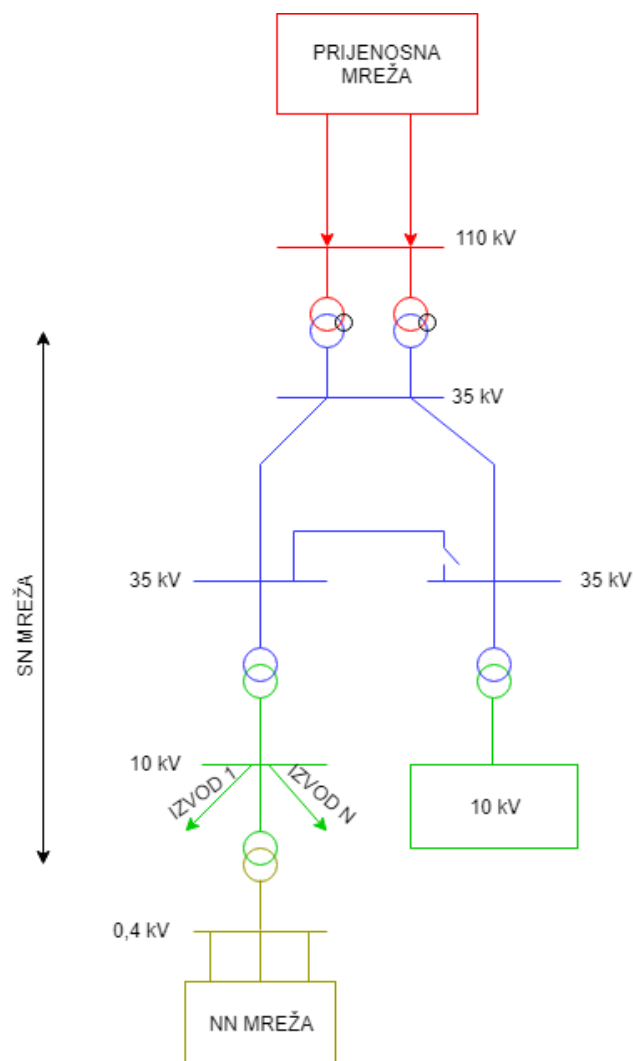 PRIJENOSNA
MREŽA
110 kV
35 kV
SN MREŽA
35 kV
35 kV
10 kV
IZVOD 1
IZVOD N
10 kV
0,4 kV
NN MREŽA